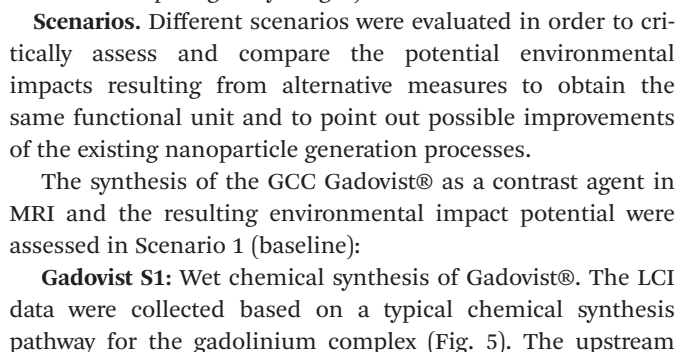 Scenarios. Different scenarios were evaluated in order to cri-
tically assess and compare the potential environmental
impacts resulting from alternative measures to obtain the
same functional unit and to point out possible improvements
of the existing nanoparticle generation processes.
The synthesis of the GCC Gadovist® as a contrast agent in
MRI and the resulting environmental impact potential were
assessed in Scenario 1 (baseline):
Gadovist S1: Wet chemical synthesis of Gadovist®. The LCI
data were collected based on a typical chemical synthesis
pathway for the gadolinium complex (Fig. 5). The upstream